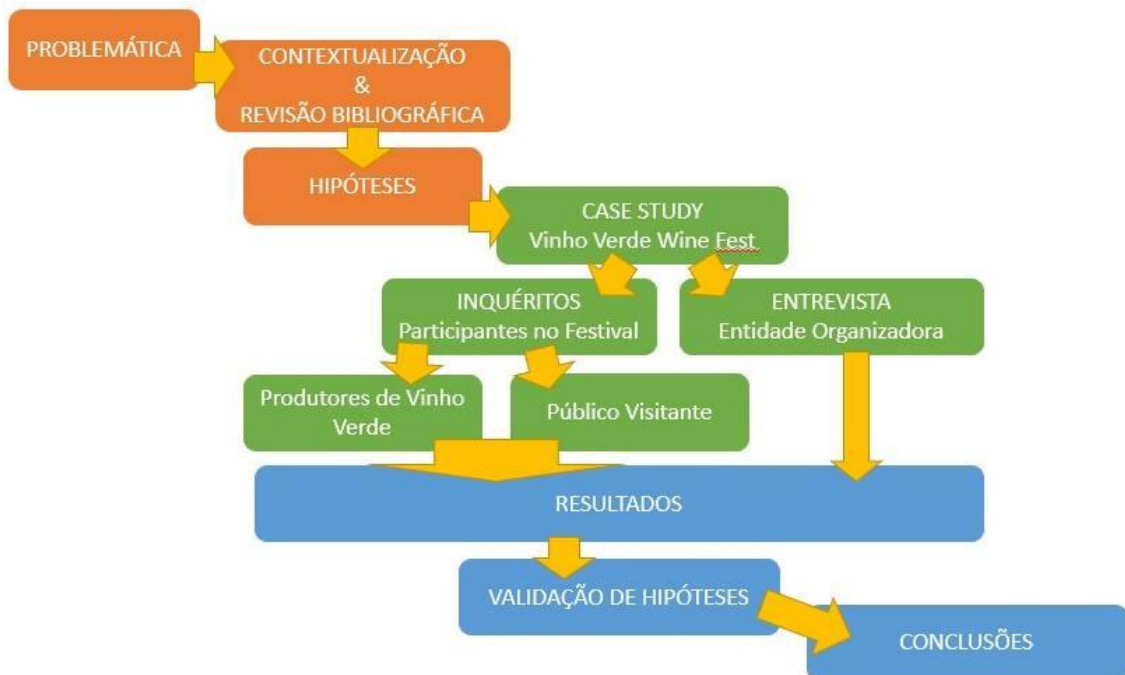 PROBLEMÁTICA
CONTEXTUALIZAÇÃO
&
REVISÃO BIBLIOGRÁFICA
HIPÓTESES
CASE STUDY
Vinho Verde Wine Fest
INQUÉRITOS
Participantes no Festival
ENTREVISTA
Entidade Organizadora
Produtores de Vinho
Verde
Público Visitante
RESULTADOS
VALIDAÇÃO DE HIPÓTESES
CONCLUSÕES